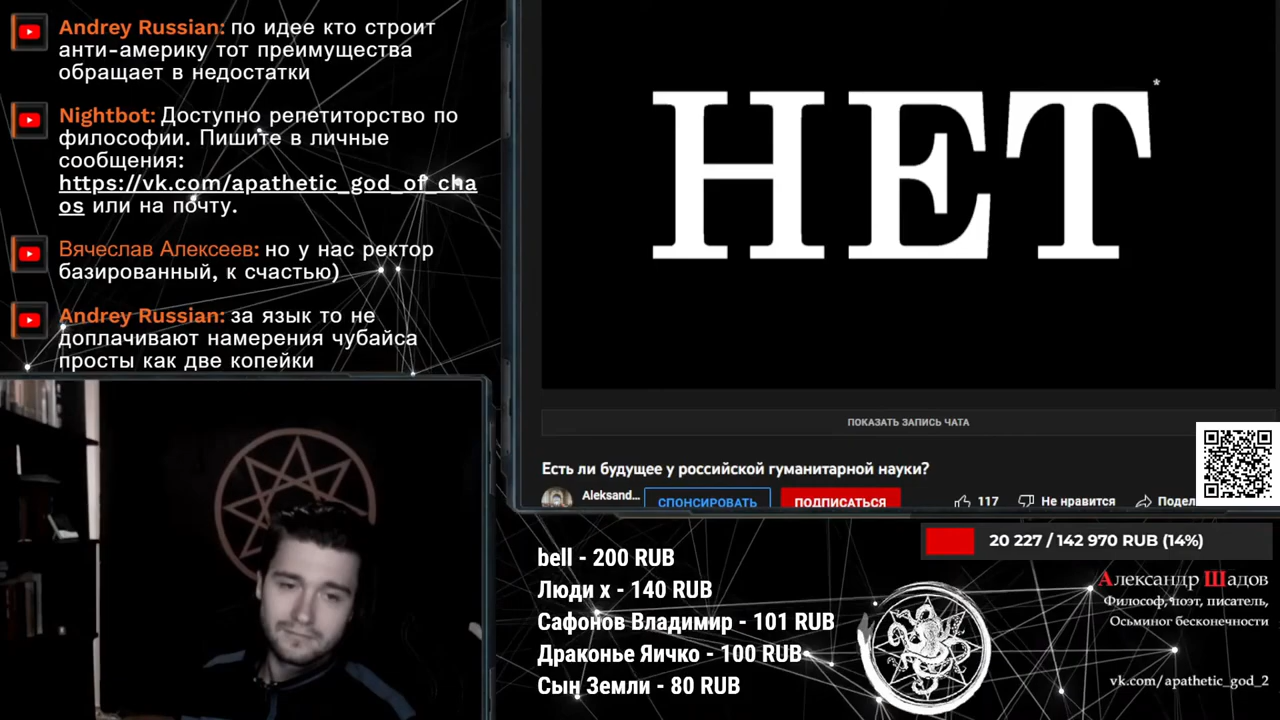 Andrey Russian: по идее кто строит
анти-америку тот преимущества
обращает в недостатки
Nightbot: Доступно репетиторство по
философии. Пишите в личные
сообщения:
https://vk.com/apathetic_god_of_cha
os или на почту.
Вячеслав Алексеев: но у нас ректор
базированный, к счастью)
Andrey Russian: за язык то не
доплачивают намерения чубайса
просты как две копейки
НЕТ*
ПОКАЗАТЬ ЗАПИСЬ ЧАТА
Есть ли будущее у российской гуманитарной науки?
Aleksand...
СПОНСИРОВАТЬ
ПОДПИСАТЬСЯ
117
Не нравится
Подел
20 227 / 142 970 RUB (14%)
bell - 200 RUB
Люди х - 140 RUB
Сафонов Владимир - 101 RUB
Драконье Яичко - 100 RUB
Сын Земли - 80 RUB
Александр Шадов
Философ, поэт, писатель,
Осьминог бесконечности
vk.com/apathetic_god_2